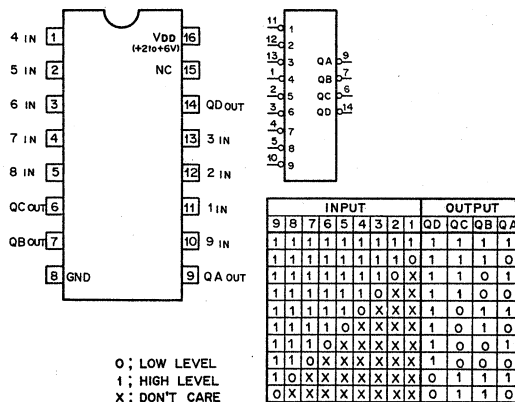 4 IN 1 VDD 16
(+2to+6V)
5 IN 2 NC 15
6 IN 3 14 QD OUT
7 IN 4 13 3 IN
8 IN 5 12 2 IN
QC OUT 6 11 1 IN
QB OUT 7 10 9 IN
8 GND 9 QA OUT
11 1
12 2
13 3 QA 9
1 4 QB 7
2 5 QC 6
3 6 QD 14
4 7
5 8
10 9
INPUT OUTPUT
9 8 7 6 5 4 3 2 1 QD QC QB QA
1 1 1 1 1 1 1 1 1 1 1 1 1
1 1 1 1 1 1 1 1 0 1 1 1 0
1 1 1 1 1 1 1 0 X 1 1 0 1
1 1 1 1 1 1 0 X X 1 1 0 0
1 1 1 1 1 0 X X X 1 0 1 1
1 1 1 1 0 X X X X 1 0 1 0
1 1 1 0 X X X X X 1 0 0 1
1 1 0 X X X X X X 1 0 0 0
1 0 X X X X X X X 0 1 1 1
0 X X X X X X X X 0 1 1 0
0 ; LOW LEVEL
1 ; HIGH LEVEL
X ; DON'T CARE